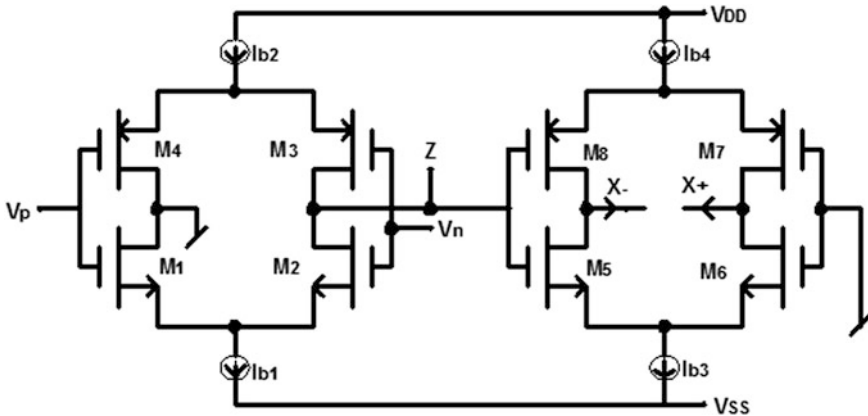 VDD
Ib2
Ib4
M4
M3
Z
M8
M7
X-
X+
Vp
Vn
M1
M2
M5
M6
Ib1
Ib3
VSS